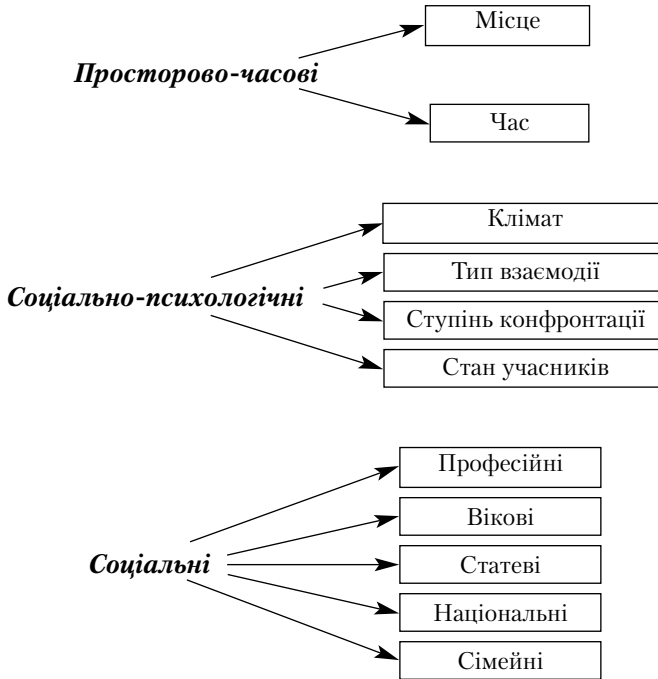 Місце
Просторово-часові
Час
Клімат
Тип взаємодії
Соціально-психологічні
Ступінь конфронтації
Стан учасників
Професійні
Вікові
Соціальні
Статеві
Національні
Сімейні